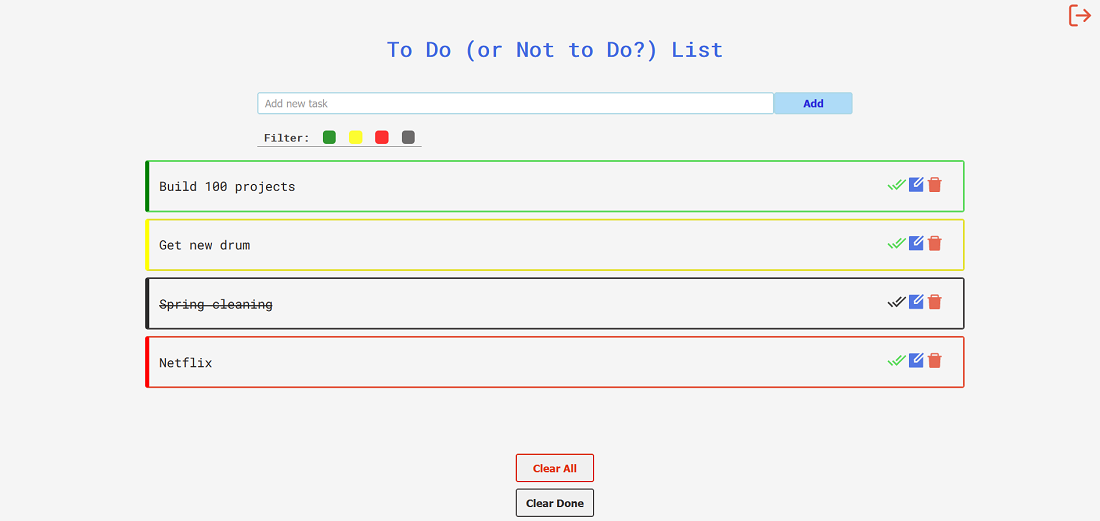 To Do (or Not to Do?) List
Add new task
Add
Filter:
Build 100 projects
Get new drum
Spring cleaning
Netflix
Clear All
Clear Done